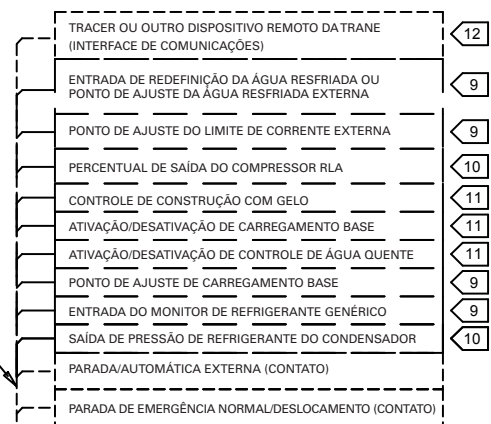 TRACER OU OUTRO DISPOSITIVO REMOTO DA TRANE
(INTERFACE DE COMUNICAÇÕES)
12
ENTRADA DE REDEFINIÇÃO DA ÁGUA RESFRIADA OU
PONTO DE AJUSTE DA ÁGUA RESFRIADA EXTERNA
9
PONTO DE AJUSTE DO LIMITE DE CORRENTE EXTERNA
9
PERCENTUAL DE SAÍDA DO COMPRESSOR RLA
10
CONTROLE DE CONSTRUÇÃO COM GELO
11
ATIVAÇÃO/DESATIVAÇÃO DE CARREGAMENTO BASE
11
ATIVAÇÃO/DESATIVAÇÃO DE CONTROLE DE ÁGUA QUENTE
11
PONTO DE AJUSTE DE CARREGAMENTO BASE
9
ENTRADA DO MONITOR DE REFRIGERANTE GENÉRICO
9
SAÍDA DE PRESSÃO DE REFRIGERANTE DO CONDENSADOR
10
PARADA/AUTOMÁTICA EXTERNA (CONTATO)
PARADA DE EMERGÊNCIA NORMAL/DESLOCAMENTO (CONTATO)